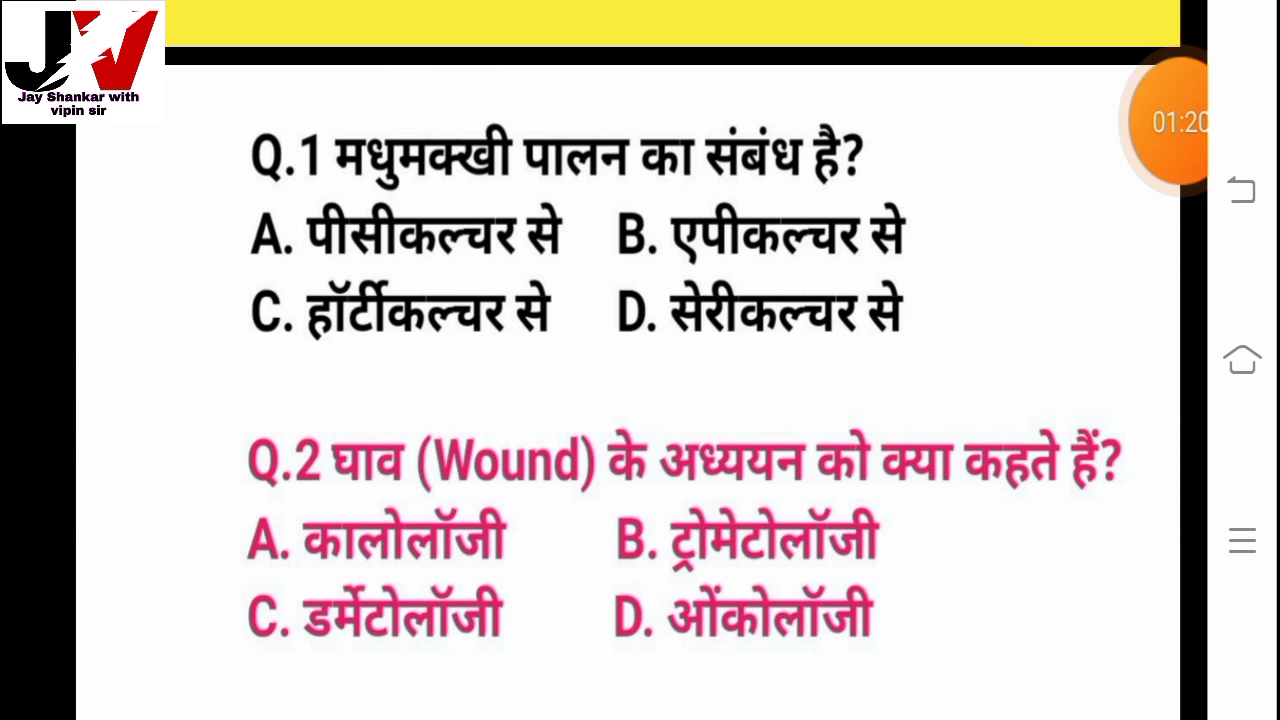 Jay Shankar with
vipin sir
01:20
Q.1 मधुमक्खी पालन का संबंध है?
A. पीसीकल्चर से B. एपीकल्चर से
C. हॉर्टीकल्चर से D. सेरीकल्चर से
Q.2 घाव (Wound) के अध्ययन को क्या कहते हैं?
A. कालोलॉजी B. ट्रोमेटोलॉजी
C. डर्मेटोलॉजी D. ओंकोलॉजी